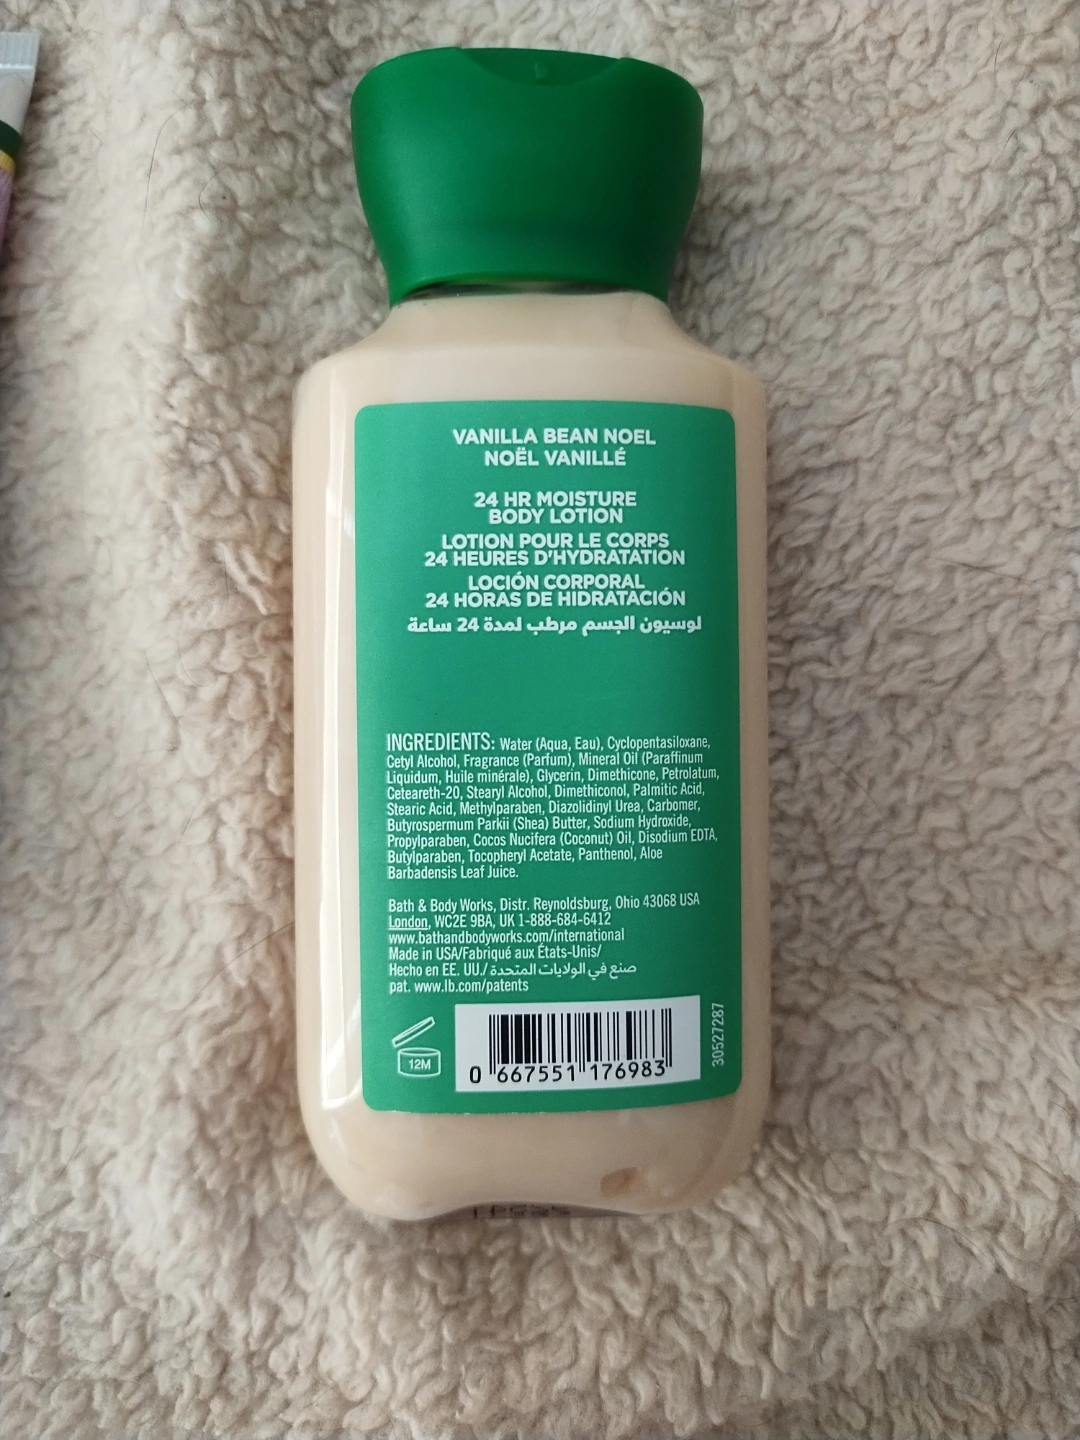 VANILLA BEAN NOEL
NOËL VANILLÉ
24 HR MOISTURE
BODY LOTION
LOTION POUR LE CORPS
24 HEURES D'HYDRATATION
LOCIÓN CORPORAL
24 HORAS DE HIDRATACIÓN
لوسيون الجسم مرطب لمدة 24 ساعة
INGREDIENTS: Water (Aqua, Eau), Cyclopentasiloxane,
Cetyl Alcohol, Fragrance (Parfum), Mineral Oil (Paraffinum
Liquidum, Huile minérale), Glycerin, Dimethicone, Petrolatum,
Ceteareth-20, Stearyl Alcohol, Dimethiconol, Palmitic Acid,
Stearic Acid, Methylparaben, Diazolidinyl Urea, Carbomer,
Butyrospermum Parkii (Shea) Butter, Sodium Hydroxide,
Propylparaben, Cocos Nucifera (Coconut) Oil, Disodium EDTA,
Butylparaben, Tocopheryl Acetate, Panthenol, Aloe
Barbadensis Leaf Juice.
Bath & Body Works, Distr. Reynoldsburg, Ohio 43068 USA
London, WC2E 9BA, UK 1-888-684-6412
www.bathandbodyworks.com/international
Made in USA/Fabriqué aux États-Unis/
Hecho en EE. UU./ صنع في الولايات المتحدة
pat. www.lb.com/patents
12M
0 667551 176983
30527287